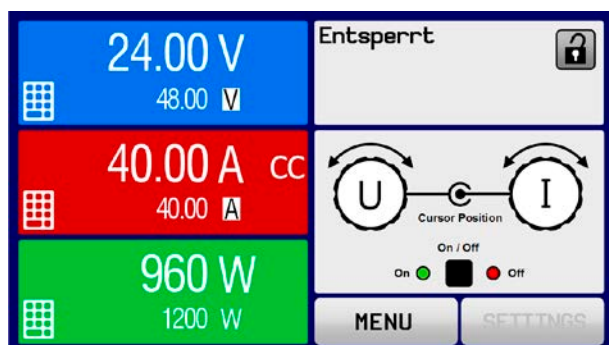 24.00 V
48.00 V
40.00 A CC
40.00 A
960 W
1200 W
Entsperrt
U I
Cursor Position
On / Off
On Off
MENU SETTINGS